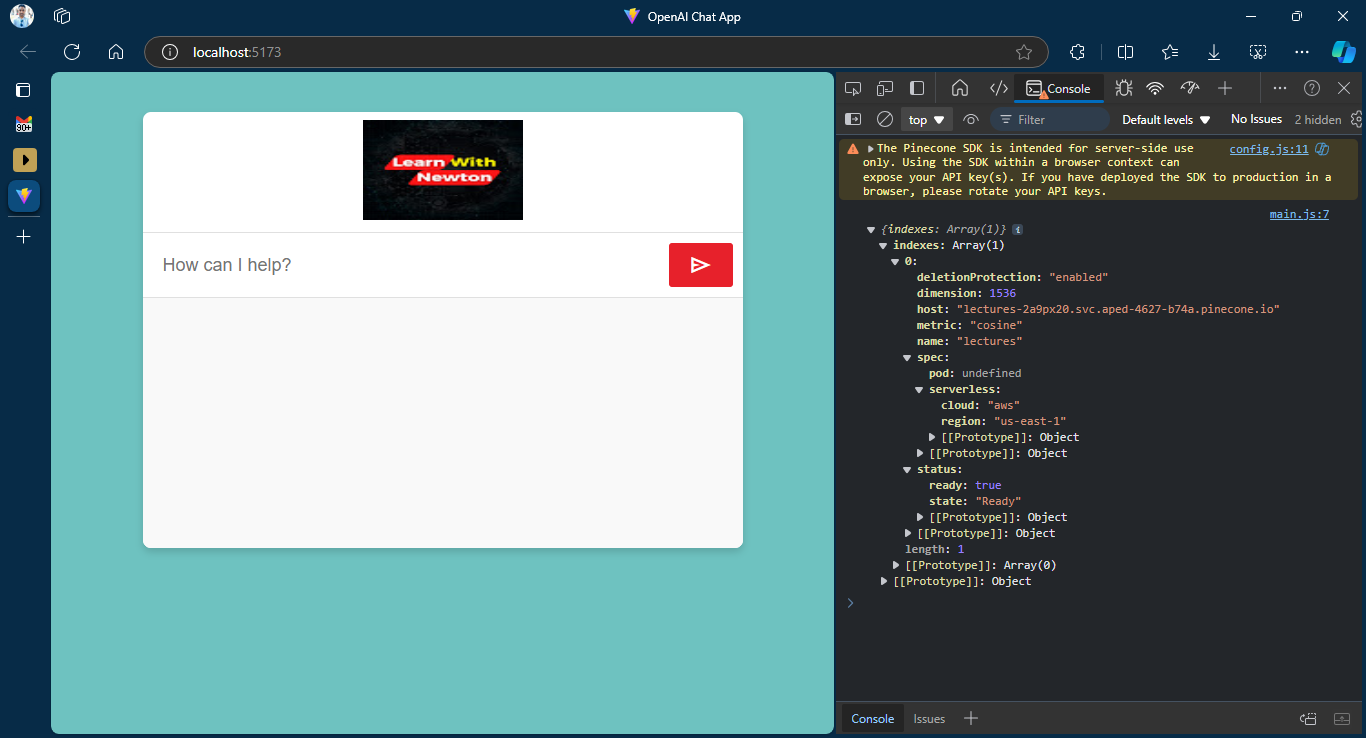 OpenAI Chat App
localhost:5173
90+
Learn With
Newton
How can I help?
Console
top
Filter
Default levels
No Issues
2 hidden
The Pinecone SDK is intended for server-side use
config.js:11
only. Using the SDK within a browser context can
expose your API key(s). If you have deployed the SDK to production in a
browser, please rotate your API keys.
main.js:7
{indexes: Array(1)} i
indexes: Array(1)
0:
deletionProtection: "enabled"
dimension: 1536
host: "lectures-2a9px20.svc.aped-4627-b74a.pinecone.io"
metric: "cosine"
name: "lectures"
spec:
pod: undefined
serverless:
cloud: "aws"
region: "us-east-1"
[[Prototype]]: Object
[[Prototype]]: Object
status:
ready: true
state: "Ready"
[[Prototype]]: Object
[[Prototype]]: Object
length: 1
[[Prototype]]: Array(0)
[[Prototype]]: Object
Console
Issues